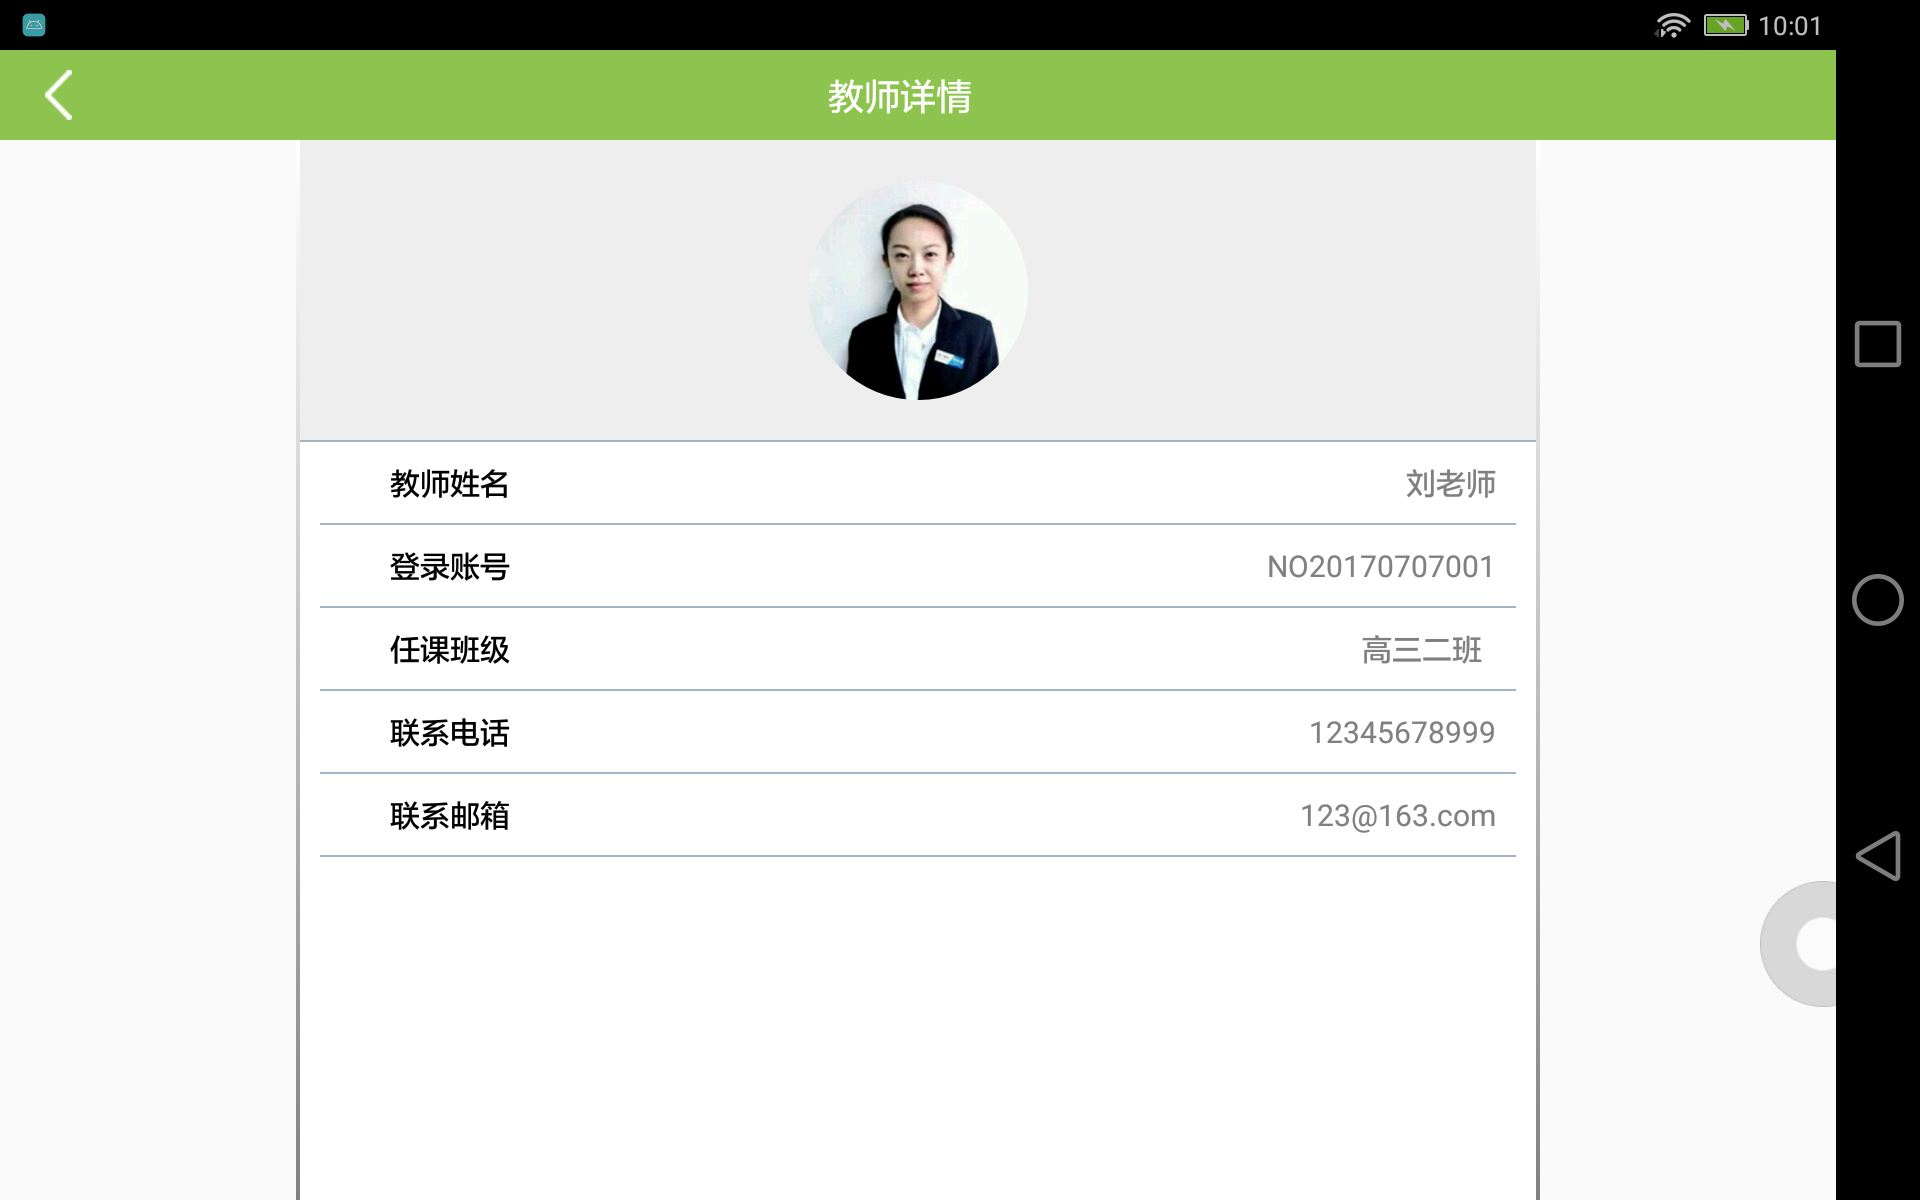 10:01
教师详情
教师姓名 刘老师
登录账号 NO20170707001
任课班级 高三二班
联系电话 12345678999
联系邮箱 123@163.com